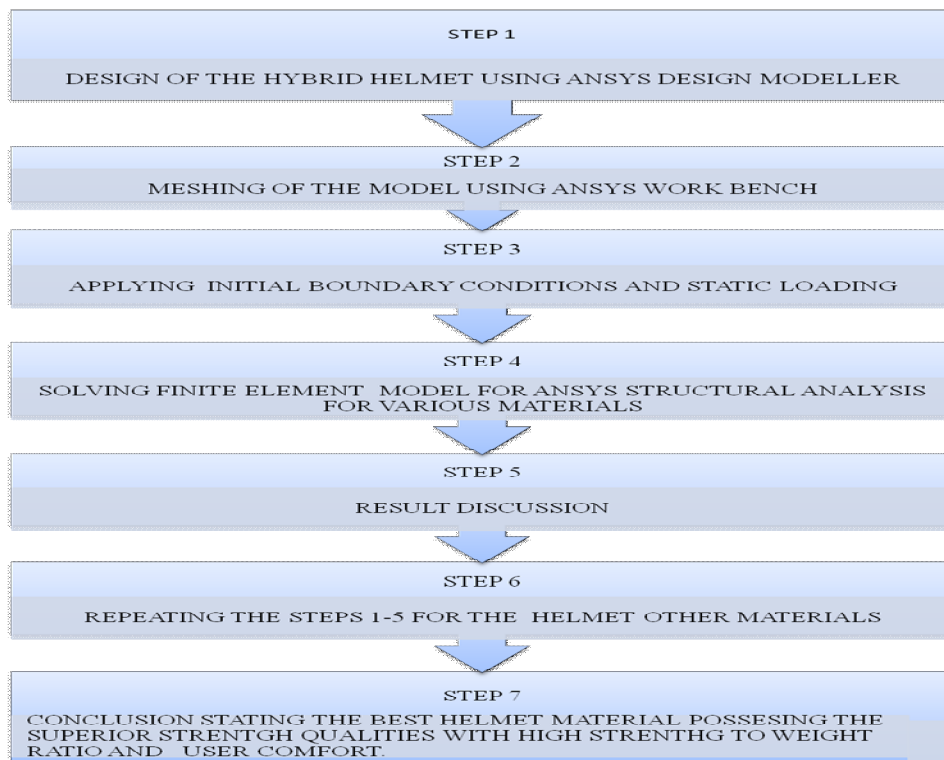 STEP 1
DESIGN OF THE HYBRID HELMET USING ANSYS DESIGN MODELLER
STEP 2
MESHING OF THE MODEL USING ANSYS WORK BENCH
STEP 3
APPLYING INITIAL BOUNDARY CONDITIONS AND STATIC LOADING
STEP 4
SOLVING FINITE ELEMENT MODEL FOR ANSYS STRUCTURAL ANALYSIS
FOR VARIOUS MATERIALS
STEP 5
RESULT DISCUSSION
STEP 6
REPEATING THE STEPS 1-5 FOR THE HELMET OTHER MATERIALS
STEP 7
CONCLUSION STATING THE BEST HELMET MATERIAL POSSESING THE
SUPERIOR STRENTGH QUALITIES WITH HIGH STRENTHG TO WEIGHT
RATIO AND USER COMFORT.